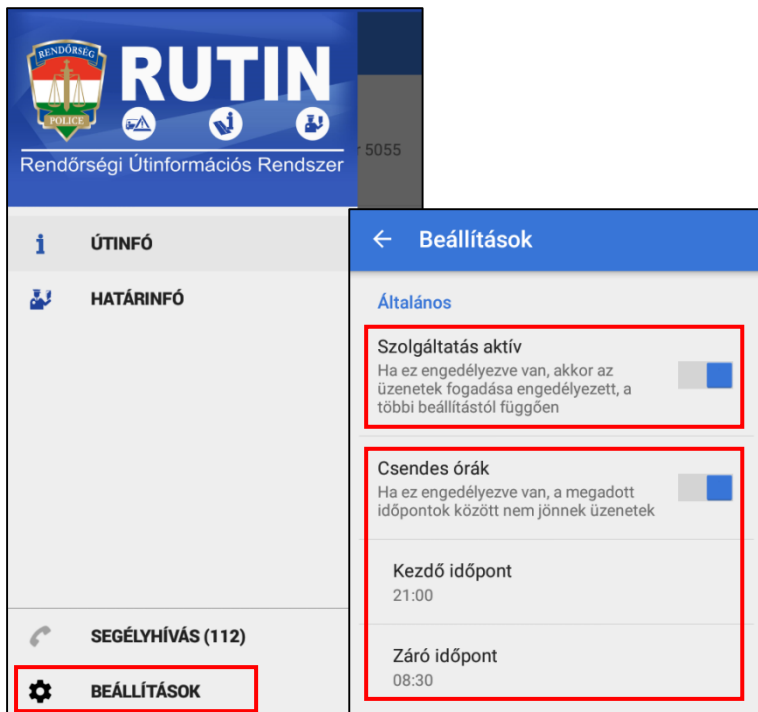 RENDŐRSÉG
POLICE
RUTIN
Rendőrségi Útinformációs Rendszer
5055
ÚTINFÓ
HATÁRINFÓ
SEGÉLYHÍVÁS (112)
BEÁLLÍTÁSOK
Beállítások
Általános
Szolgáltatás aktív
Ha ez engedélyezve van, akkor az
üzenetek fogadása engedélyezett, a
többi beállítástól függően
Csendes órák
Ha ez engedélyezve van, a megadott
időpontok között nem jönnek üzenetek
Kezdő időpont
21:00
Záró időpont
08:30